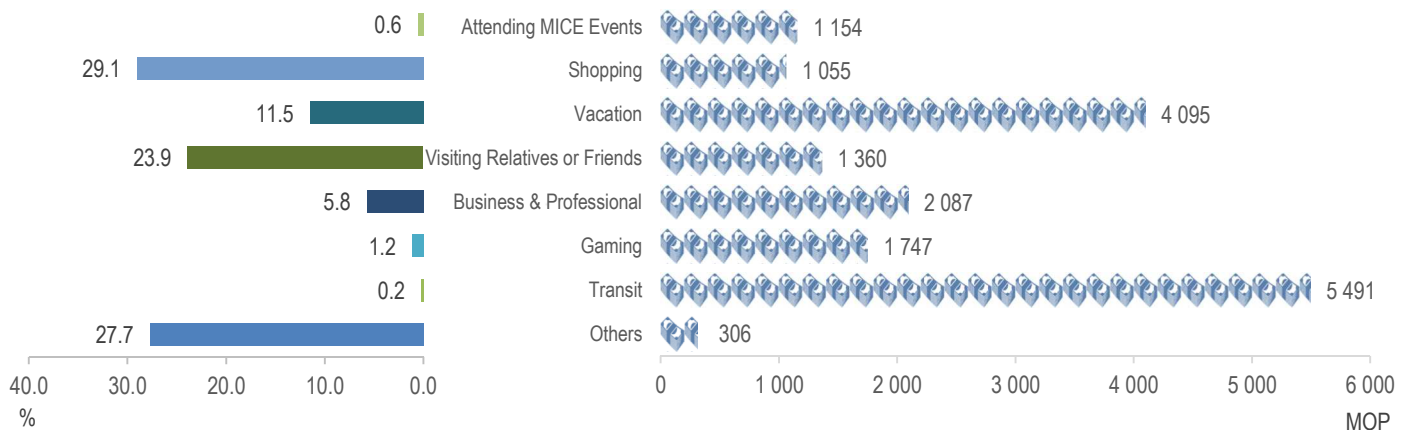 0.6 Attending MICE Events 1 154
29.1 Shopping 1 055
11.5 Vacation 4 095
23.9 Visiting Relatives or Friends 1 360
5.8 Business & Professional 2 087
1.2 Gaming 1 747
0.2 Transit 5 491
27.7 Others 306
40.0 30.0 20.0 10.0 0.0 0 1 000 2 000 3 000 4 000 5 000 6 000
% MOP